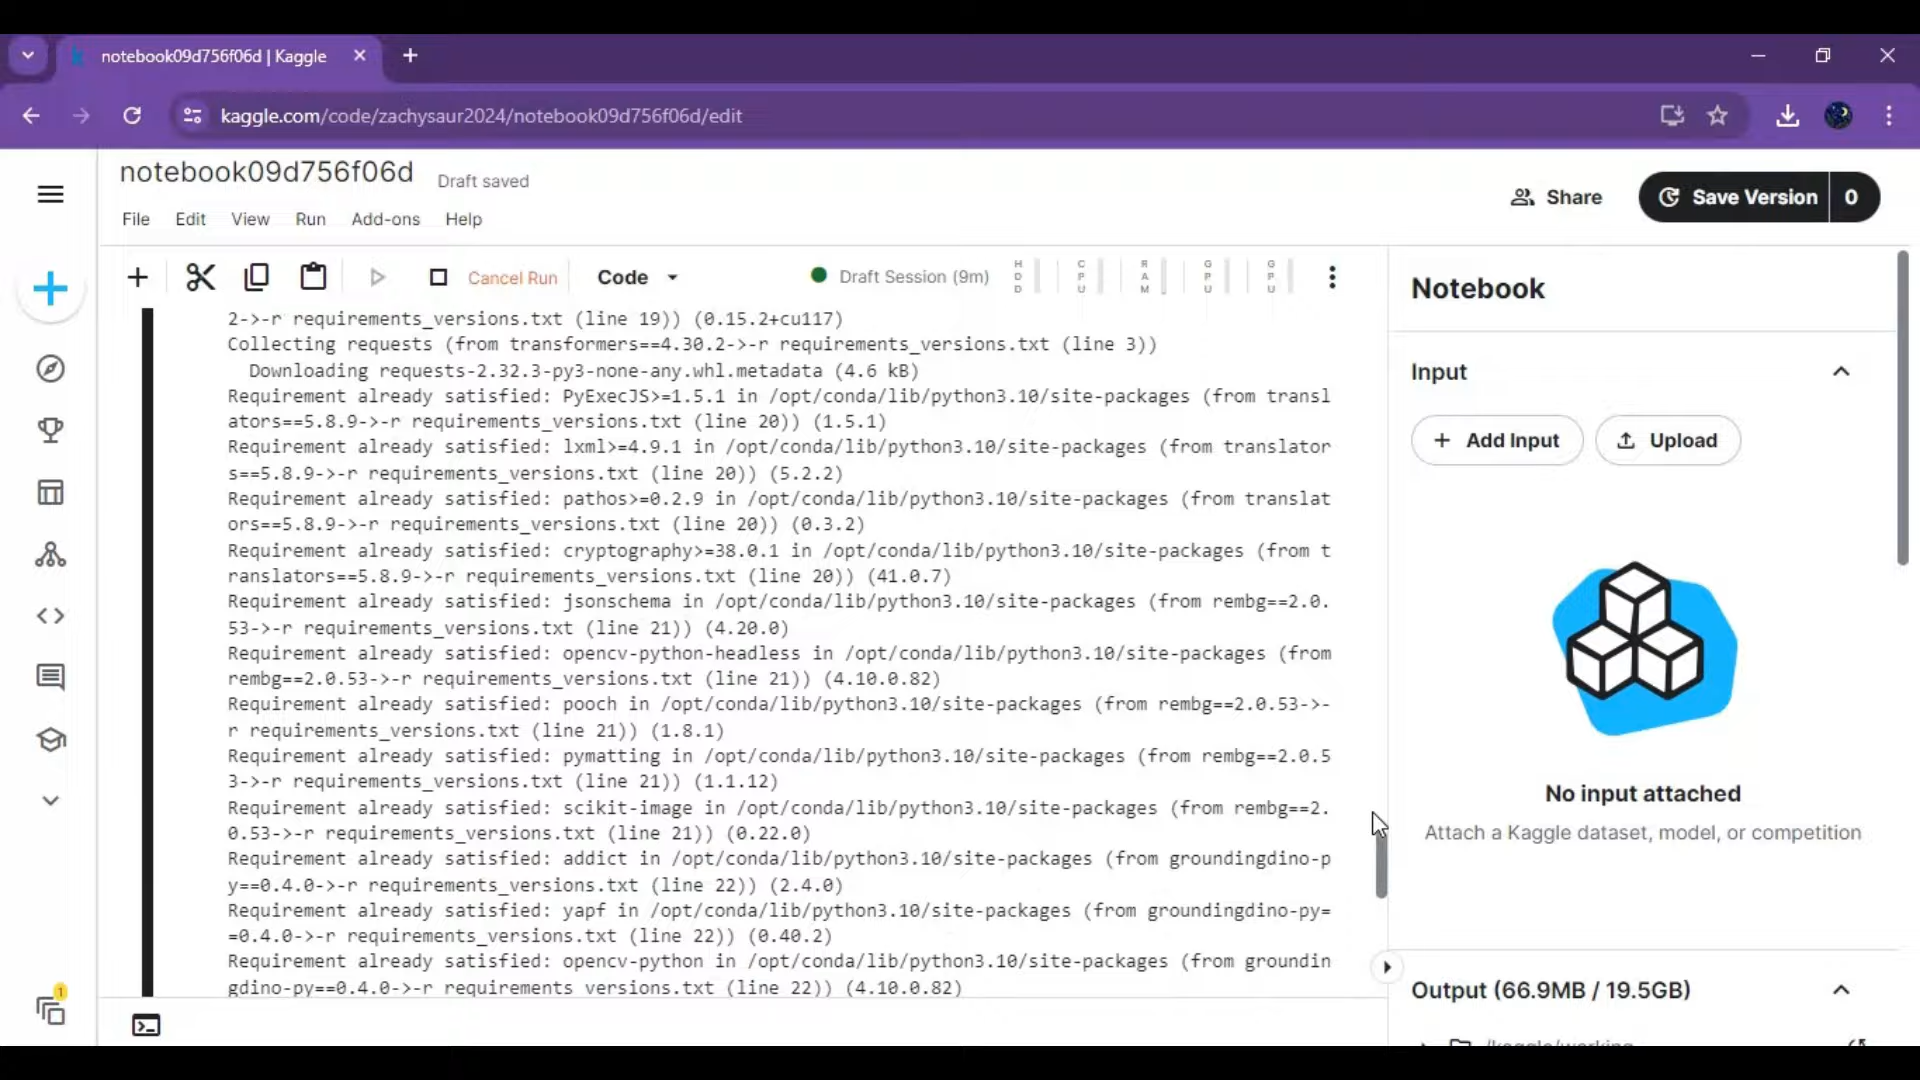 notebook09d756f06d | Kaggle
kaggle.com/code/zachysaur2024/notebook09d756f06d/edit
notebook09d756f06d
Draft saved
File Edit View Run Add-ons Help
Share
Save Version 0
Cancel Run
Code
Draft Session (9m)
HDD
CPU
RAM
GPU
GPU
2->-r requirements_versions.txt (line 19)) (0.15.2+cu117)
Collecting requests (from transformers==4.30.2->-r requirements_versions.txt (line 3))
Downloading requests-2.32.3-py3-none-any.whl.metadata (4.6 kB)
Requirement already satisfied: PyExecJS>=1.5.1 in /opt/conda/lib/python3.10/site-packages (from transl
ators==5.8.9->-r requirements_versions.txt (line 20)) (1.5.1)
Requirement already satisfied: lxml>=4.9.1 in /opt/conda/lib/python3.10/site-packages (from translator
s==5.8.9->-r requirements_versions.txt (line 20)) (5.2.2)
Requirement already satisfied: pathos>=0.2.9 in /opt/conda/lib/python3.10/site-packages (from translat
ors==5.8.9->-r requirements_versions.txt (line 20)) (0.3.2)
Requirement already satisfied: cryptography>=38.0.1 in /opt/conda/lib/python3.10/site-packages (from t
ranslators==5.8.9->-r requirements_versions.txt (line 20)) (41.0.7)
Requirement already satisfied: jsonschema in /opt/conda/lib/python3.10/site-packages (from rembg==2.0.
53->-r requirements_versions.txt (line 21)) (4.20.0)
Requirement already satisfied: opencv-python-headless in /opt/conda/lib/python3.10/site-packages (from
rembg==2.0.53->-r requirements_versions.txt (line 21)) (4.10.0.82)
Requirement already satisfied: pooch in /opt/conda/lib/python3.10/site-packages (from rembg==2.0.53->-
r requirements_versions.txt (line 21)) (1.8.1)
Requirement already satisfied: pymatting in /opt/conda/lib/python3.10/site-packages (from rembg==2.0.5
3->-r requirements_versions.txt (line 21)) (1.1.12)
Requirement already satisfied: scikit-image in /opt/conda/lib/python3.10/site-packages (from rembg==2.
0.53->-r requirements_versions.txt (line 21)) (0.22.0)
Requirement already satisfied: addict in /opt/conda/lib/python3.10/site-packages (from groundingdino-p
y==0.4.0->-r requirements_versions.txt (line 22)) (2.4.0)
Requirement already satisfied: yapf in /opt/conda/lib/python3.10/site-packages (from groundingdino-py=
=0.4.0->-r requirements_versions.txt (line 22)) (0.40.2)
Requirement already satisfied: opencv-python in /opt/conda/lib/python3.10/site-packages (from groundin
gdino-py==0.4.0->-r requirements_versions.txt (line 22)) (4.10.0.82)
Notebook
Input
+ Add Input
Upload
No input attached
Attach a Kaggle dataset, model, or competition
Output (66.9MB / 19.5GB)
/kaggle/working
1